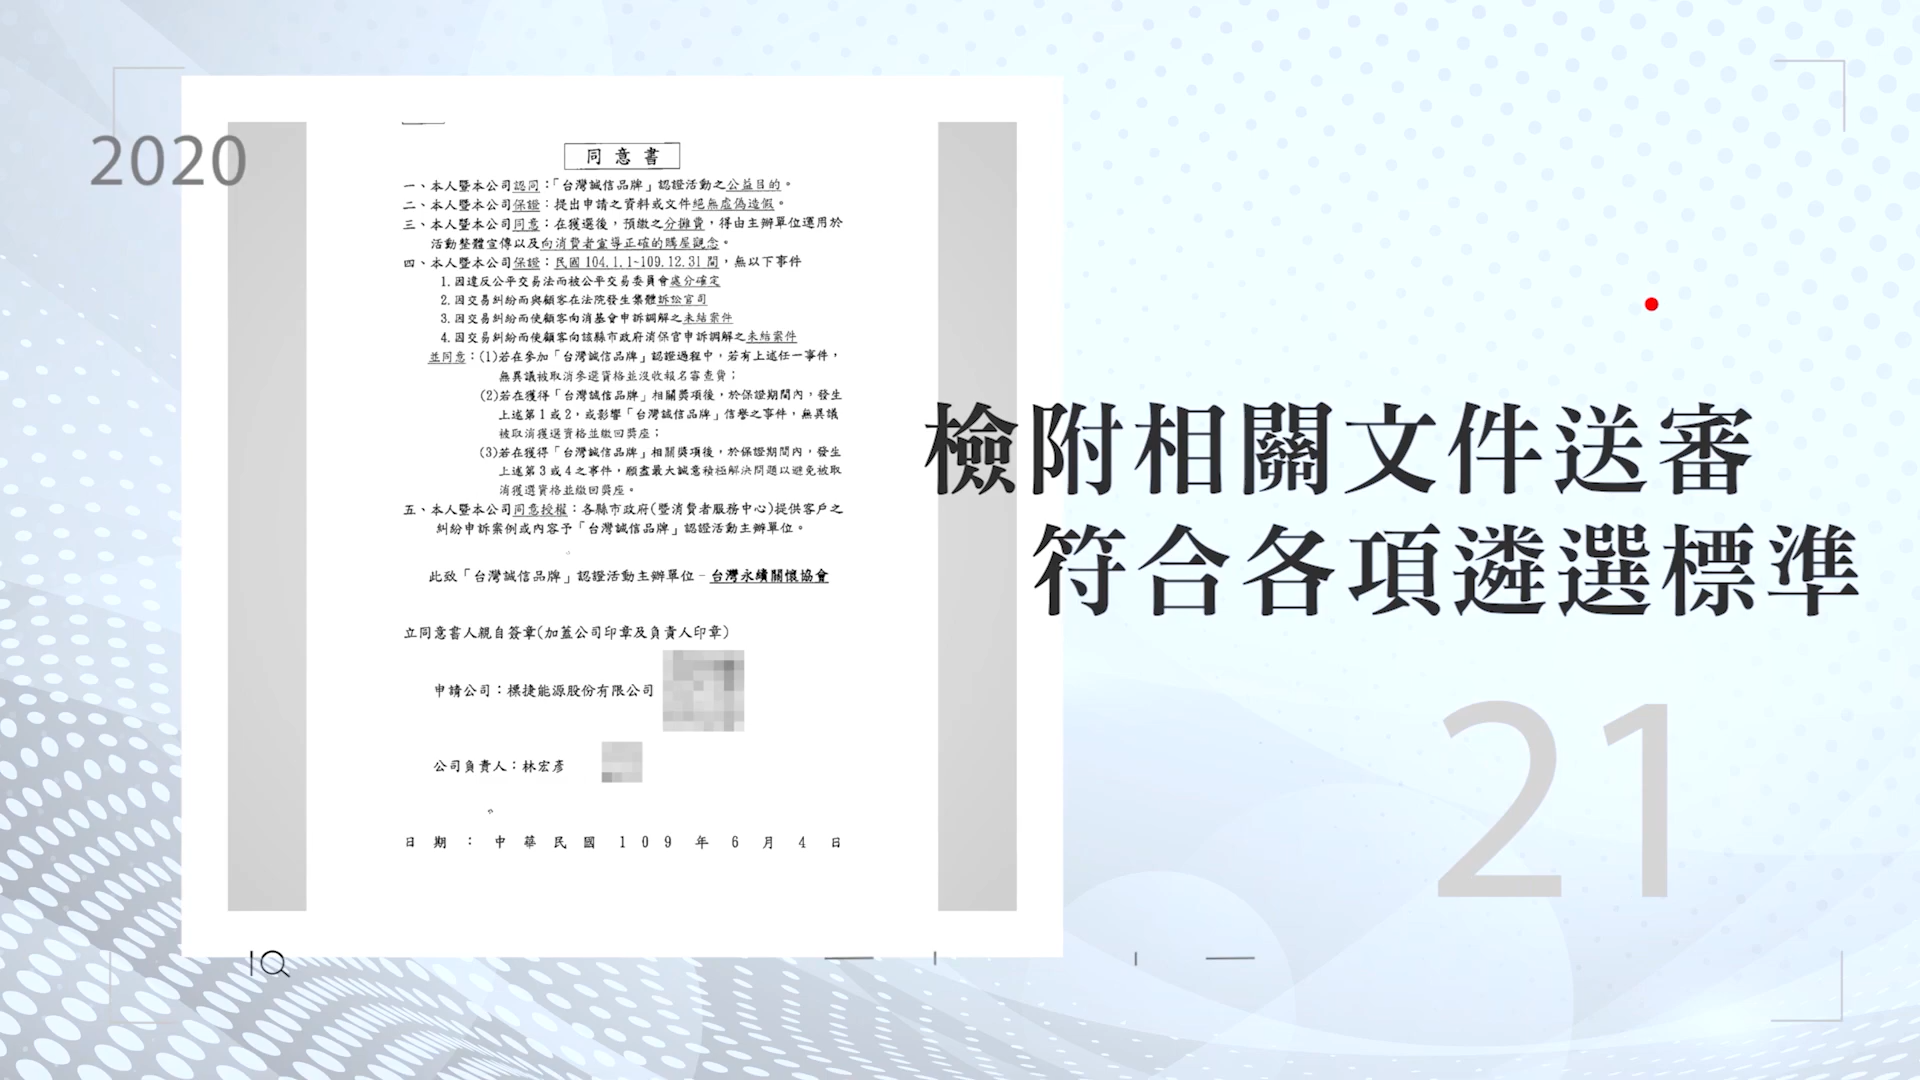 2020
同意書
一、本人暨本公司認同：「台灣誠信品牌」認證活動之公益目的。
二、本人暨本公司保證：提出申請之資料或文件絕無虛偽造假。
三、本人暨本公司同意：在獲選後，預繳之分攤費，得由主辦單位運用於
活動整體宣傳以及向消費者宣導正確的購屋觀念。
四、本人暨本公司保證：民國104.1.1~109.12.31間，無以下事件
1.因違反公平交易法而被公平交易委員會處分確定
2.因交易糾紛而與顧客在法院發生集體訴訟官司
3.因交易糾紛而使顧客向消基會申訴調解之未結案件
4.因交易糾紛而使顧客向該縣市政府消保官申訴調解之未結案件
並同意：(1)若在參加「台灣誠信品牌」認證過程中，若有上述任一事件，
無異議被取消參選資格並沒收報名審查費；
(2)若在獲得「台灣誠信品牌」相關獎項後，於保證期間內，發生
上述第1或2，或影響「台灣誠信品牌」信譽之事件，無異議
被取消獲選資格並繳回獎座；
(3)若在獲得「台灣誠信品牌」相關獎項後，於保證期間內，發生
上述第3或4之事件，願盡最大誠意積極解決問題以避免被取
消獲選資格並繳回獎座。
五、本人暨本公司同意授權：各縣市政府(暨消費者服務中心)提供客戶之
糾紛申訴案例或內容予「台灣誠信品牌」認證活動主辦單位。
此致「台灣誠信品牌」認證活動主辦單位–台灣永續關懷協會
立同意書人親自簽章(加蓋公司印章及負責人印章)
申請公司：標捷能源股份有限公司
公司負責人：林宏彥
日期：中華民國109年6月4日
檢附相關文件送審
符合各項遴選標準
21